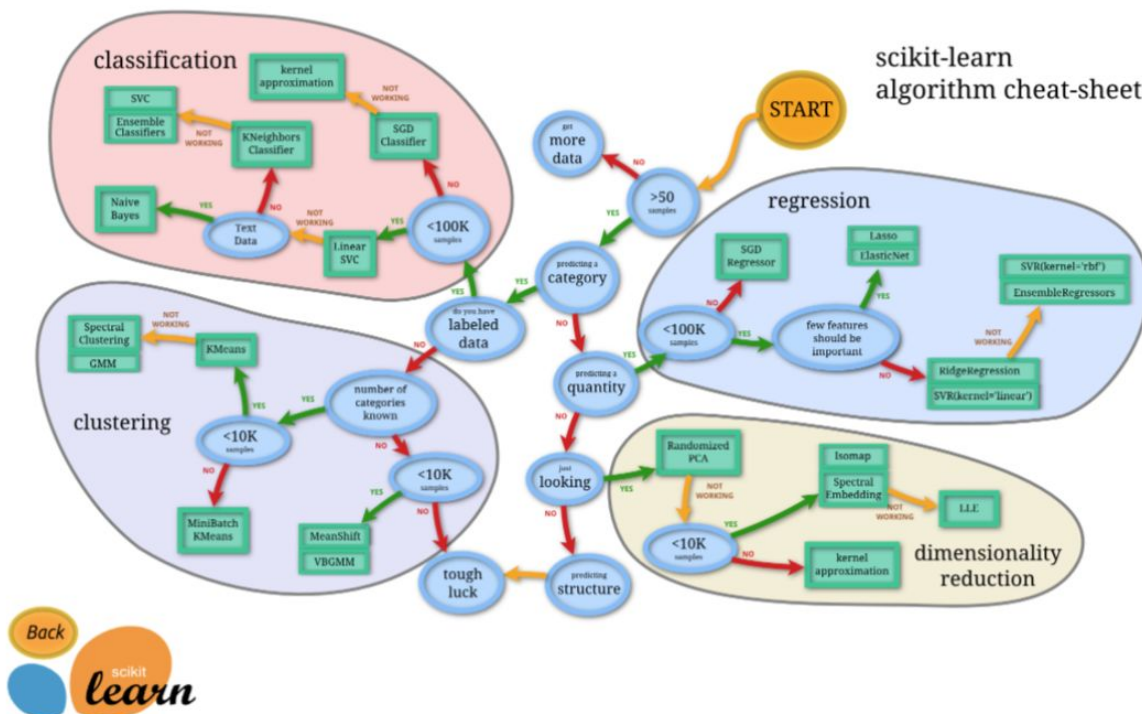 scikit-learn
algorithm cheat-sheet
START
classification
kernel
approximation
NOT
WORKING
SVC
Ensemble
Classifiers
NOT
WORKING
KNeighbors
Classifier
SGD
Classifier
NO
Naive
Bayes
YES
Text
Data
NO
NOT
WORKING
Linear
SVC
YES
<100K
samples
YES
get
more
data
NO
>50
samples
YES
predicting a
category
YES
NO
do you have
labeled
data
NO
predicting a
quantity
YES
NO
just
looking
YES
NO
predicting
structure
tough
luck
regression
SGD
Regressor
NO
<100K
samples
YES
Lasso
ElasticNet
YES
few features
should be
important
NO
SVR(kernel='rbf')
EnsembleRegressors
NOT
WORKING
RidgeRegression
SVR(kernel='linear')
clustering
Spectral
Clustering
GMM
NOT
WORKING
KMeans
YES
<10K
samples
NO
MiniBatch
KMeans
YES
number of
categories
known
NO
<10K
samples
YES
NO
MeanShift
VBGMM
dimensionality
reduction
Randomized
PCA
NOT
WORKING
<10K
samples
YES
NO
Isomap
Spectral
Embedding
NOT
WORKING
LLE
kernel
approximation
Back
scikit
learn